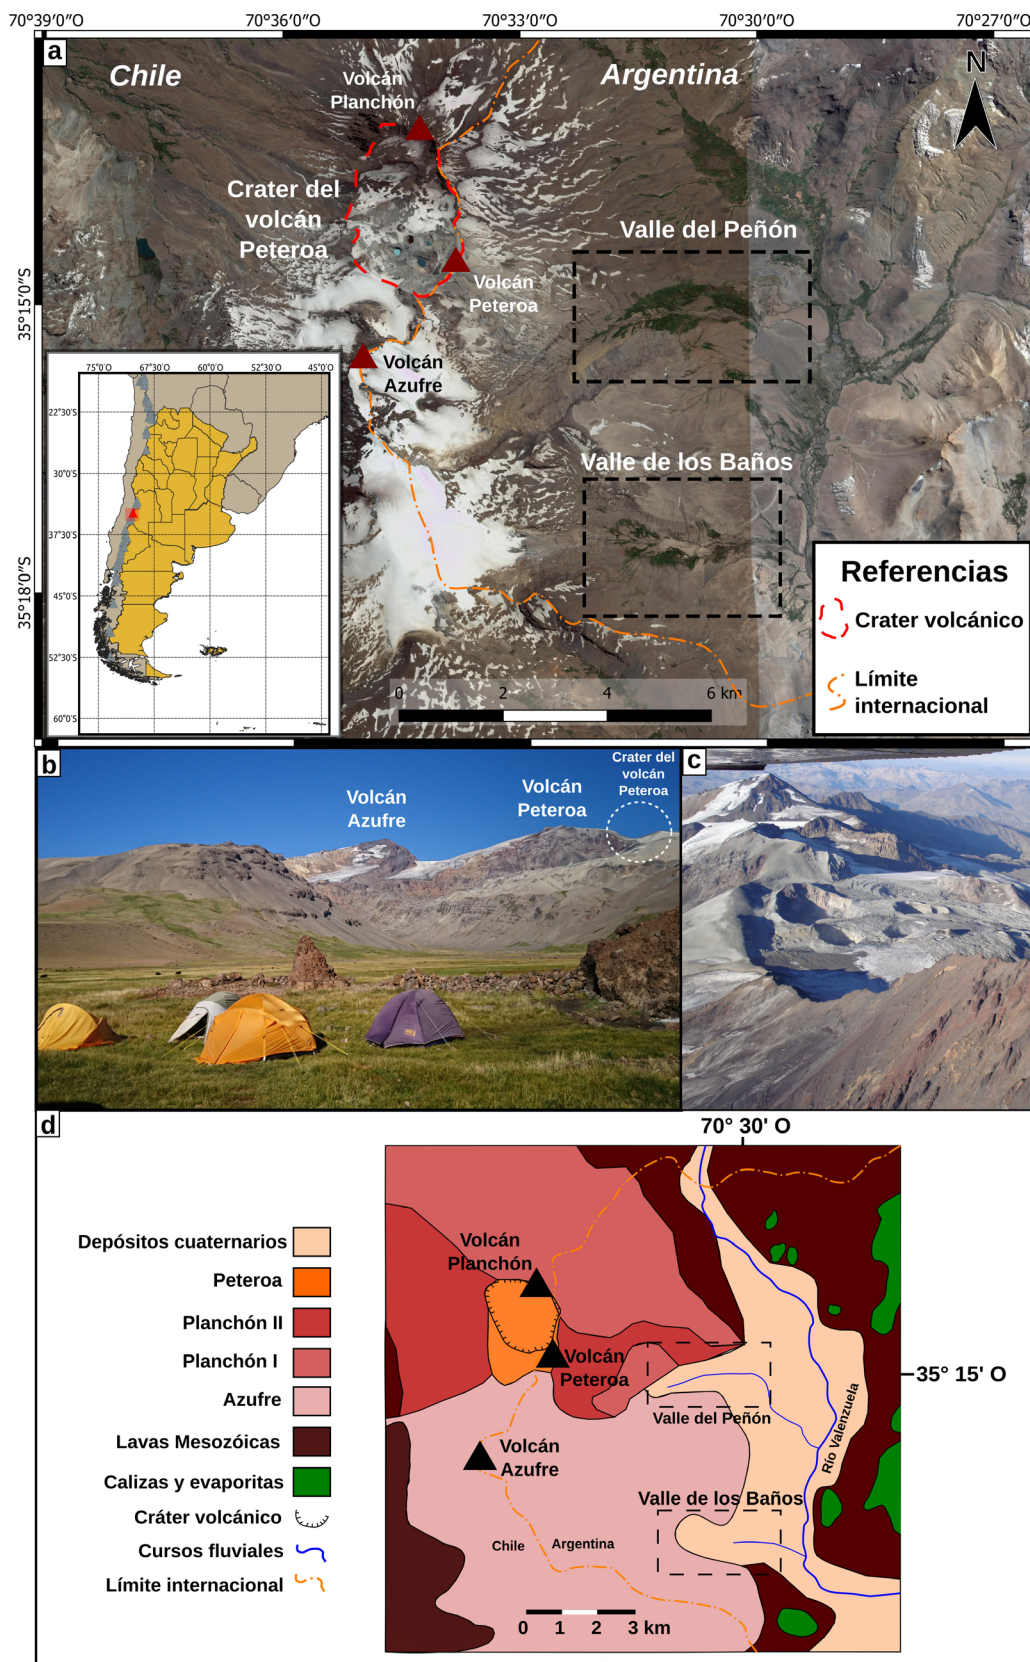 70°39'0"O 70°36'0"O 70°33'0"O 70°30'0"O 70°27'0"O
a
Chile
Argentina
N
Volcán
Planchón
Crater del
volcán
Peteroa
Valle del Peñón
Volcán
Peteroa
35°15'0"S
Volcán
Azufre
75°0'O 67°30'O 60°0'O 52°30'O 45°0'O
22°30'S
30°0'S
37°30'S
45°0'S
52°30'S
60°0'S
Valle de los Baños
35°18'0"S
Referencias
Crater volcánico
Límite
internacional
0 2 4 6 km
b
Volcán
Azufre
Volcán
Peteroa
Crater del
volcán
Peteroa
c
d
70° 30' O
Depósitos cuaternarios
Peteroa
Planchón II
Planchón I
Azufre
Lavas Mesozóicas
Calizas y evaporitas
Cráter volcánico
Cursos fluviales
Límite internacional
Volcán
Planchón
Volcán
Peteroa
35° 15' O
Valle del Peñón
Río Valenzuela
Volcán
Azufre
Valle de los Baños
Chile
Argentina
0 1 2 3 km